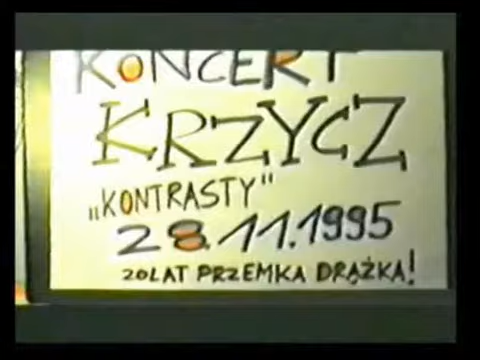 KONCERT
KRZYCZ
„KONTRASTY"
28.11.1995
20LAT PRZEMKA DRĄŻKA!